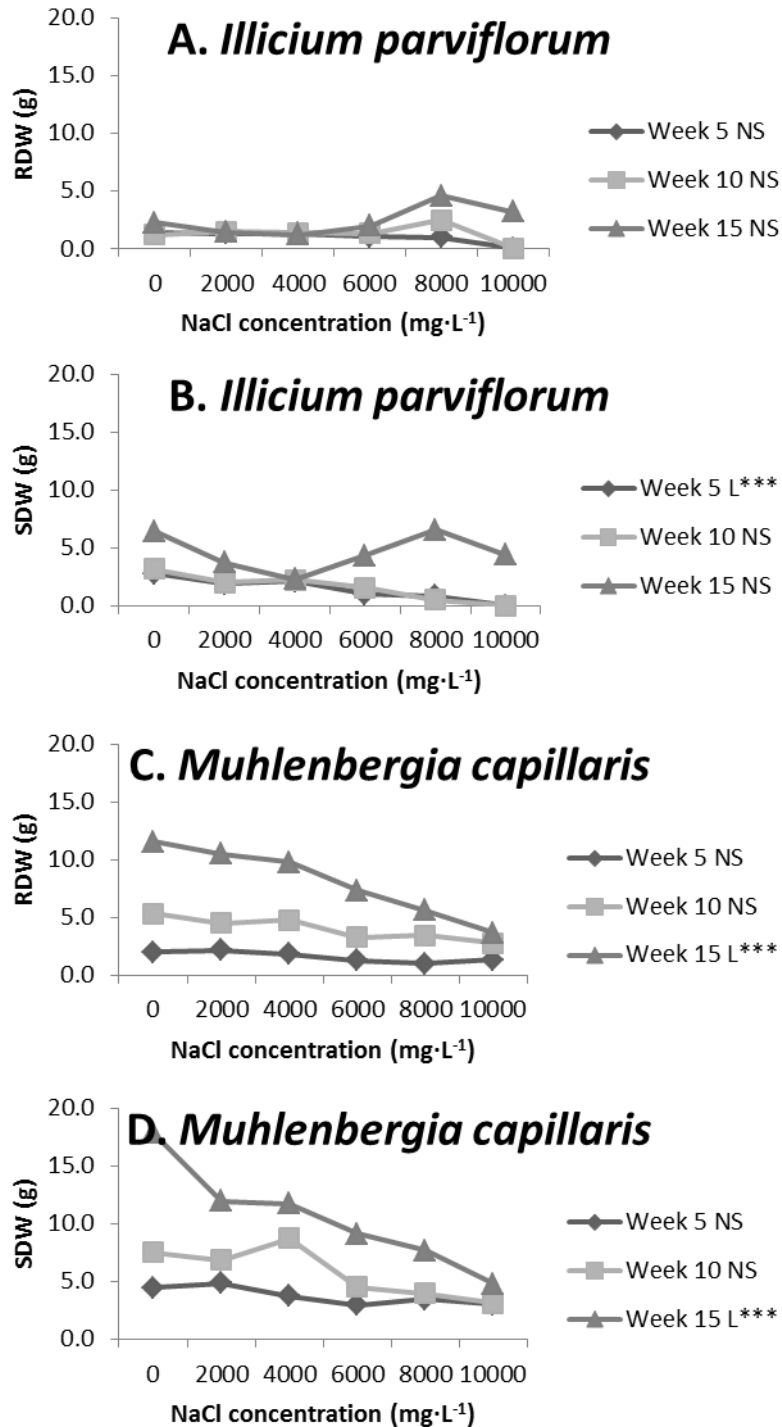 A. Illicium parviflorum
20.0
15.0
10.0
5.0
0.0
RDW (g)
0 2000 4000 6000 8000 10000
NaCl concentration (mg·L⁻¹)
Week 5 NS
Week 10 NS
Week 15 NS
B. Illicium parviflorum
20.0
15.0
10.0
5.0
0.0
SDW (g)
0 2000 4000 6000 8000 10000
NaCl concentration (mg·L⁻¹)
Week 5 L***
Week 10 NS
Week 15 NS
C. Muhlenbergia capillaris
20.0
15.0
10.0
5.0
0.0
RDW (g)
0 2000 4000 6000 8000 10000
NaCl concentration (mg·L⁻¹)
Week 5 NS
Week 10 NS
Week 15 L***
D. Muhlenbergia capillaris
20.0
15.0
10.0
5.0
0.0
SDW (g)
0 2000 4000 6000 8000 10000
NaCl concentration (mg·L⁻¹)
Week 5 NS
Week 10 NS
Week 15 L***